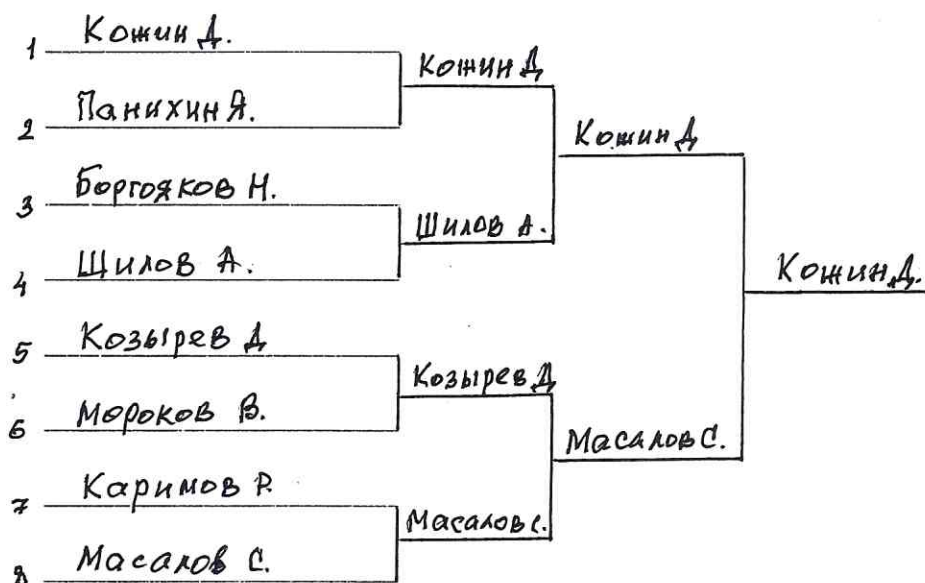 1 Кожин Д.
Кожин Д
2 Панихин Я.
Кожин Д
3 Боргояков Н.
Шилов А.
4 Шилов А.
Кожин Д.
5 Козырев Д
Козырев Д
6 Мороков В.
Масалов С.
7 Каримов Р.
Масалов С.
8 Масалов С.